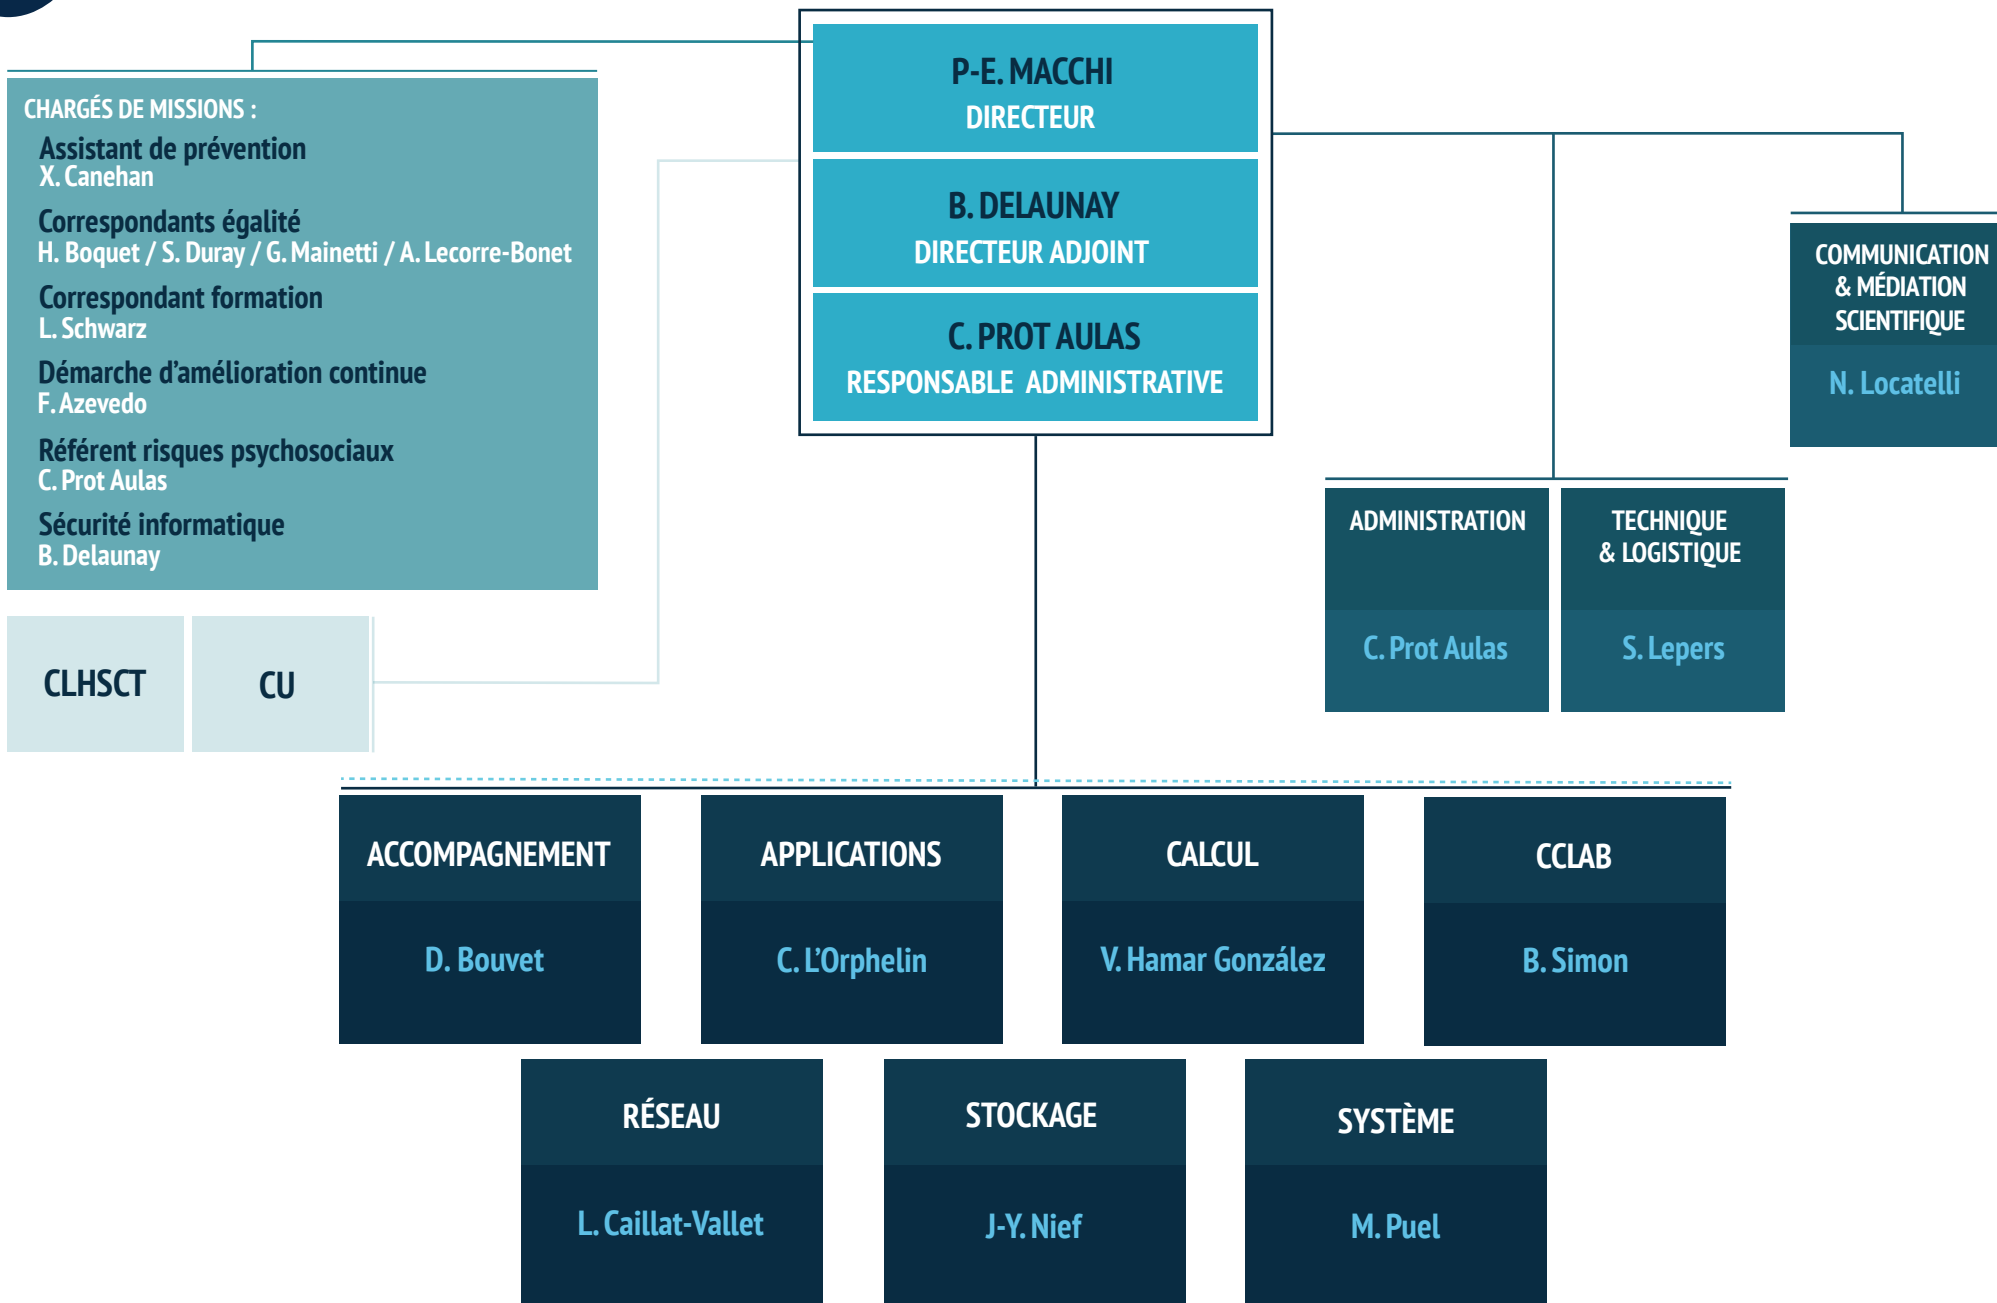 P-E. MACCHI
DIRECTEUR
B. DELAUNAY
DIRECTEUR ADJOINT
C. PROT AULAS
RESPONSABLE ADMINISTRATIVE
CHARGÉS DE MISSIONS :
Assistant de prévention
X. Canehan
Correspondants égalité
H. Boquet / S. Duray / G. Mainetti / A. Lecorre-Bonet
Correspondant formation
L. Schwarz
Démarche d’amélioration continue
F. Azevedo
Référent risques psychosociaux
C. Prot Aulas
Sécurité informatique
B. Delaunay
CLHSCT
CU
COMMUNICATION
& MÉDIATION
SCIENTIFIQUE
N. Locatelli
ADMINISTRATION
C. Prot Aulas
TECHNIQUE
& LOGISTIQUE
S. Lepers
ACCOMPAGNEMENT
D. Bouvet
APPLICATIONS
C. L’Orphelin
CALCUL
V. Hamar González
CCLAB
B. Simon
RÉSEAU
L. Caillat-Vallet
STOCKAGE
J-Y. Nief
SYSTÈME
M. Puel